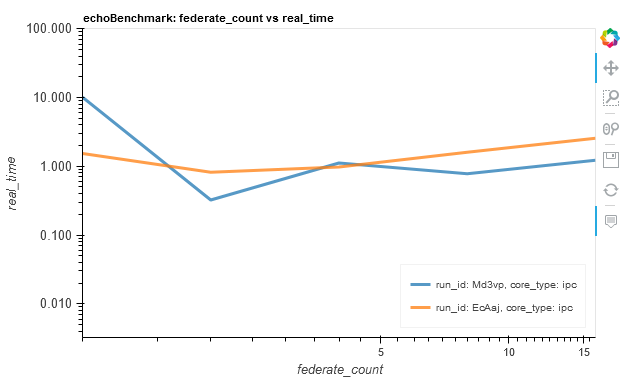 echoBenchmark: federate_count vs real_time
100.000
10.000
1.000
0.100
0.010
real_time
run_id: Md3vp, core_type: ipc
run_id: EcAaj, core_type: ipc
5
10
15
federate_count